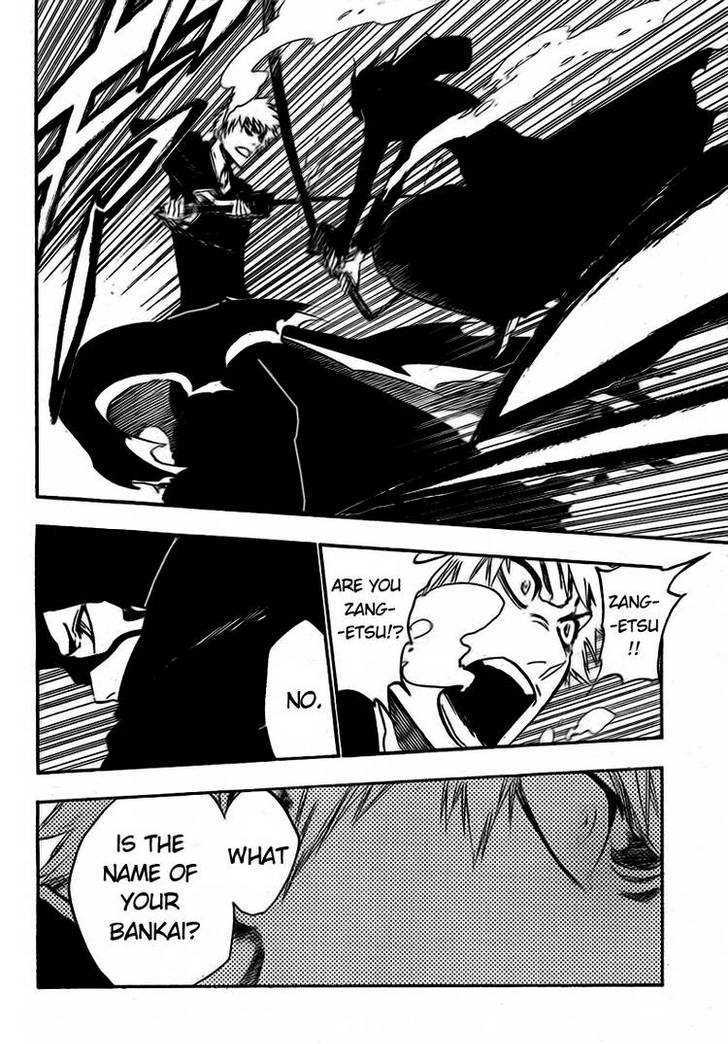 ZANG-
-ETSU
!!
ARE YOU
ZANG-
-ETSU!?
NO.
WHAT
IS THE
NAME OF
YOUR
BANKAI?